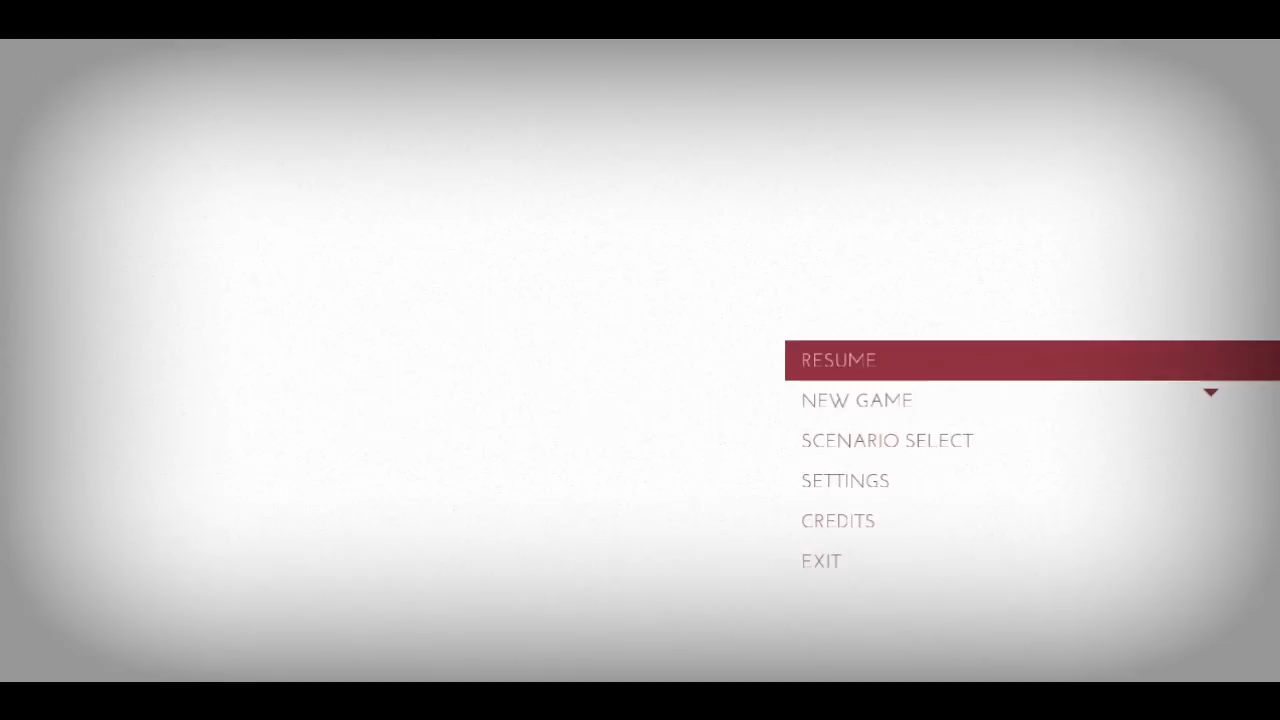 RESUME
NEW GAME
SCENARIO SELECT
SETTINGS
CREDITS
EXIT